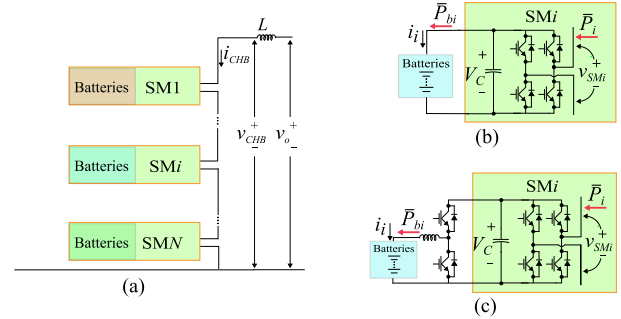 L
i_CHB
Batteries SM1
+
v_CHB
−
+
v_o
−
Batteries SMi
Batteries SMN
(a)
P̅_bi
i_i
SMi
P̅_i
Batteries
+
V_C
−
+
v_SMi
−
(b)
P̅_bi
i_i
SMi
P̅_i
Batteries
+
V_C
−
+
v_SMi
−
(c)